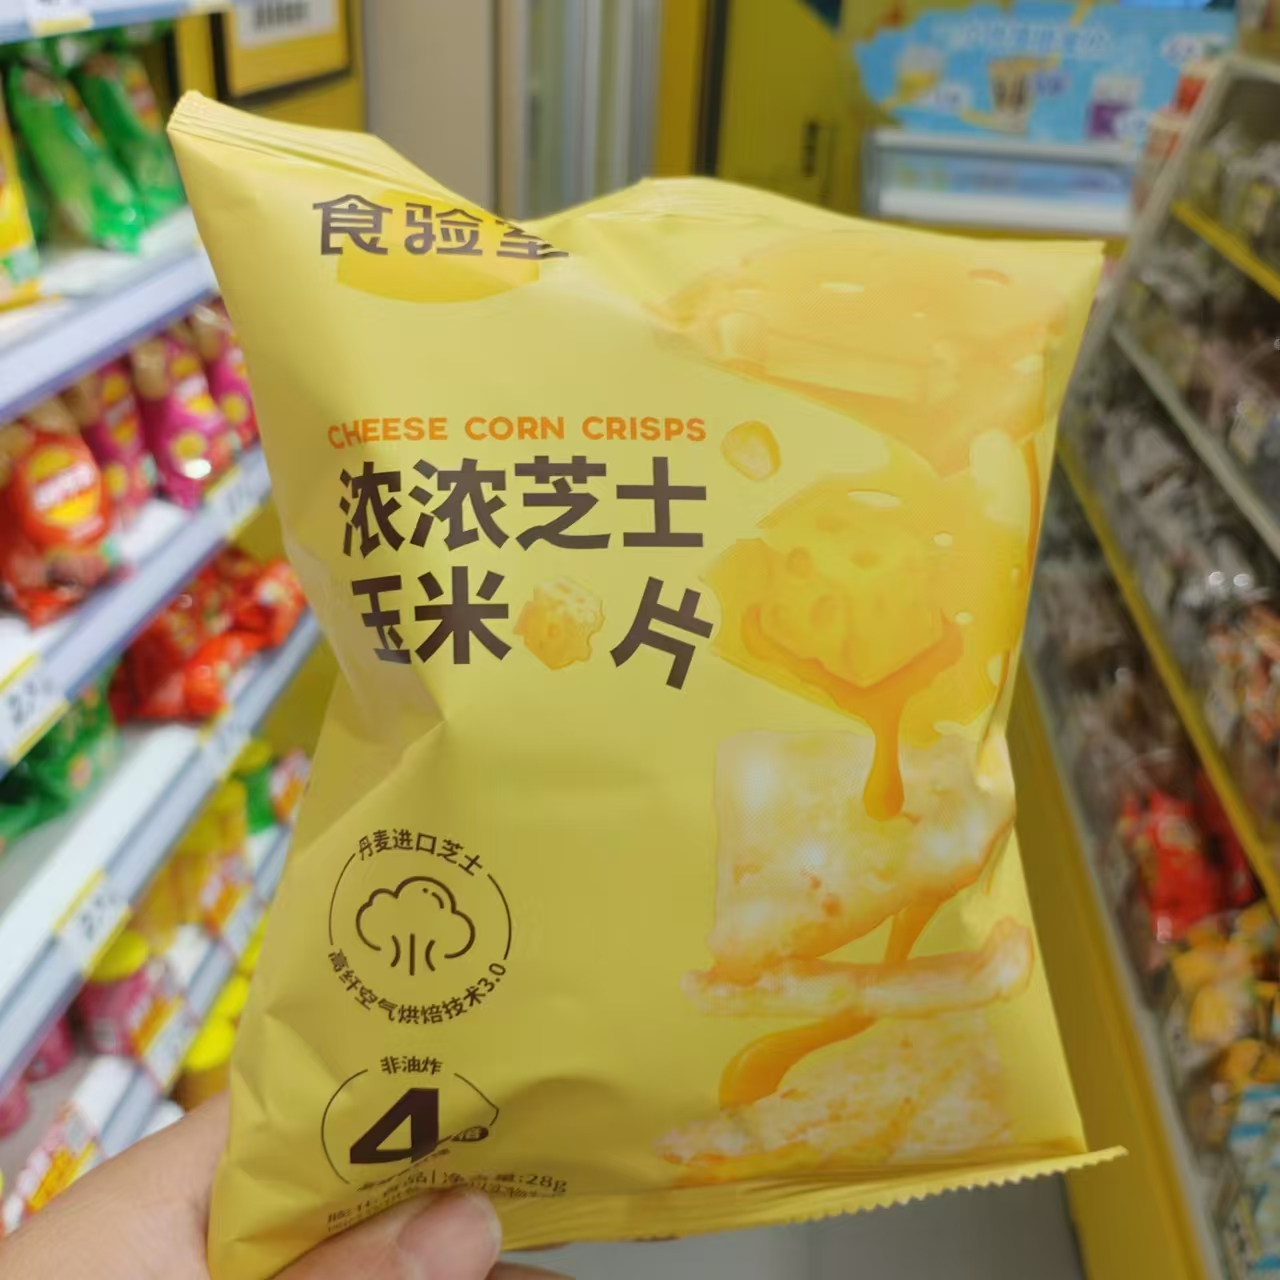 食验室
CHEESE CORN CRISPS
浓浓芝士
玉米片
丹麦进口芝士
高纤空气烘焙技术3.0
非油炸
4倍
净含量:28g